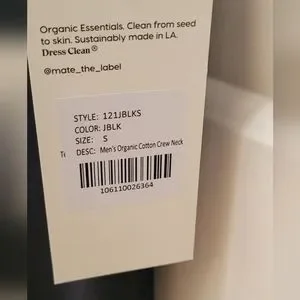 Organic Essentials. Clean from seed
to skin. Sustainably made in LA.
Dress Clean®
@mate_the_label
STYLE: 121JBLKS
COLOR: JBLK
SIZE: S
DESC: Men's Organic Cotton Crew Neck
106110026364